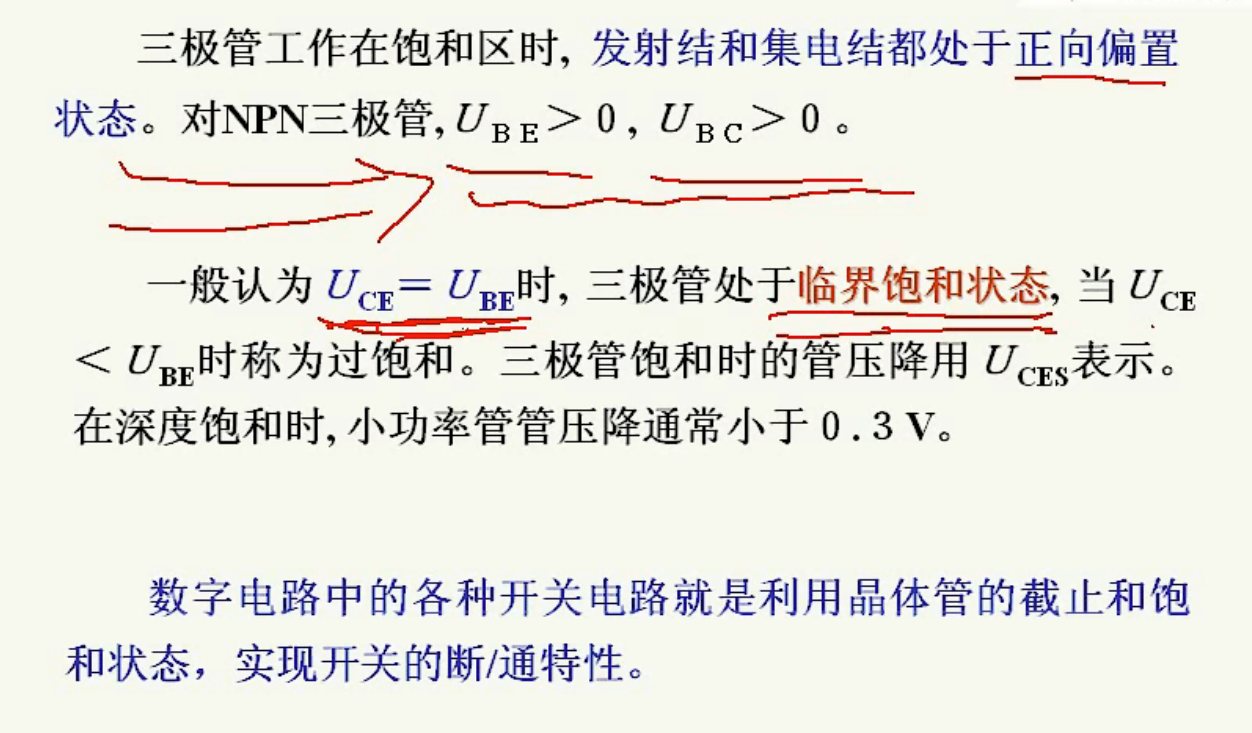 三极管工作在饱和区时, 发射结和集电结都处于正向偏置
状态。对NPN三极管, U BE > 0, U BC > 0。
一般认为 U CE = U BE 时, 三极管处于临界饱和状态, 当 U CE
< U BE 时称为过饱和。三极管饱和时的管压降用 U CES 表示。
在深度饱和时, 小功率管管压降通常小于 0.3 V。
数字电路中的各种开关电路就是利用晶体管的截止和饱
和状态，实现开关的断/通特性。